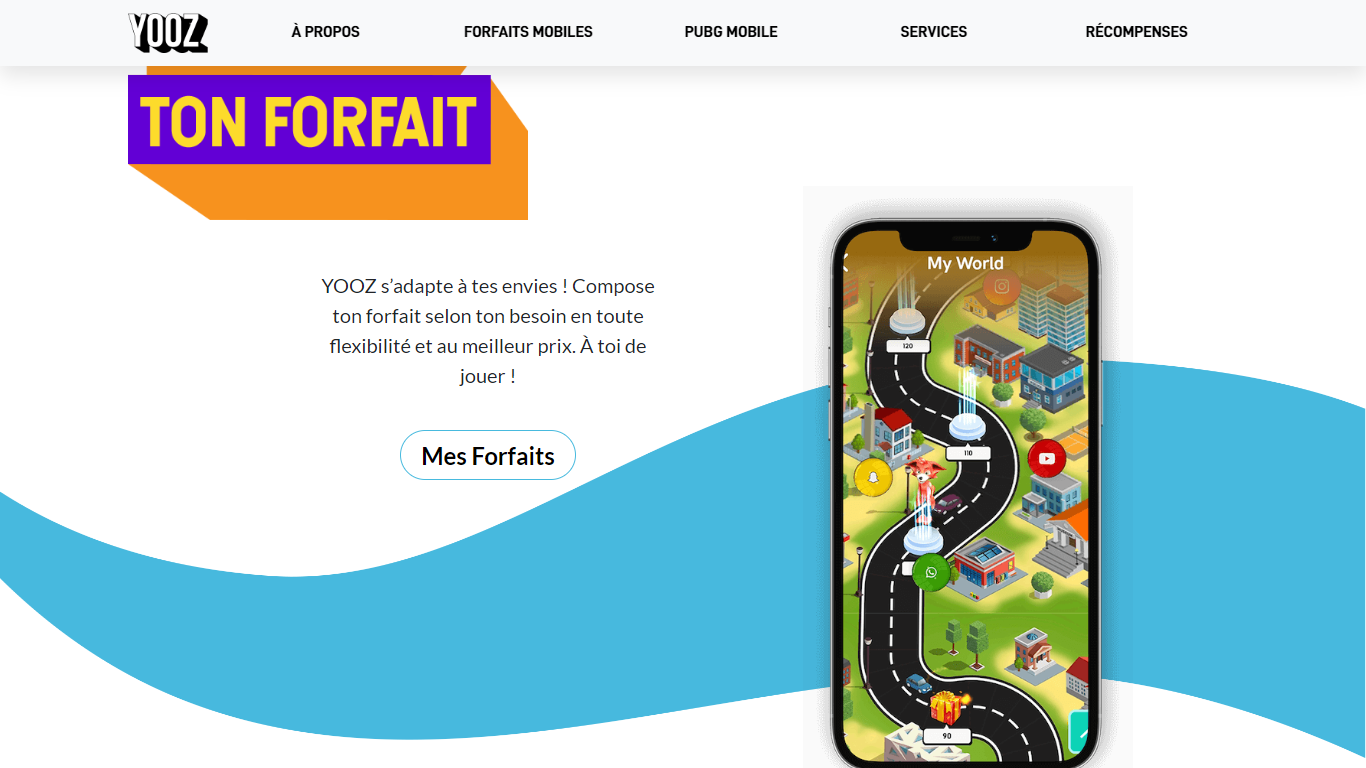 YOOZ
À PROPOS
FORFAITS MOBILES
PUBG MOBILE
SERVICES
RÉCOMPENSES
TON FORFAIT
YOOZ s’adapte à tes envies ! Compose
ton forfait selon ton besoin en toute
flexibilité et au meilleur prix. À toi de
jouer !
Mes Forfaits
My World
120
110
90